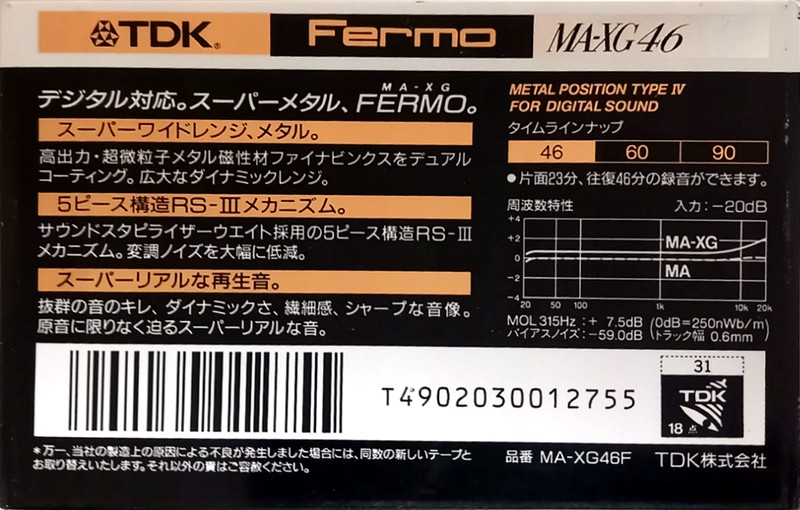 TDK® Fermo MA-XG 46
MA-XG
デジタル対応。スーパーメタル、FERMO。
スーパーワイドレンジ、メタル。
高出力・超微粒子メタル磁性材ファイナビンクスをデュアル
コーティング。広大なダイナミックレンジ。
5ピース構造RS-Ⅲメカニズム。
サウンドスタビライザーウエイト採用の5ピース構造RS-Ⅲ
メカニズム。変調ノイズを大幅に低減。
スーパーリアルな再生音。
抜群の音のキレ、ダイナミックさ、繊細感、シャープな音像。
原音に限りなく迫るスーパーリアルな音。
METAL POSITION TYPE Ⅳ
FOR DIGITAL SOUND
タイムラインナップ
46 60 90
●片面23分、往復46分の録音ができます。
周波数特性 入力:-20dB
+4
+2
0
-2
-4
MA-XG
MA
20 50 100 1k 10k 20k
MOL315Hz:+ 7.5dB (0dB=250nWb/m)
バイアスノイズ:-59.0dB (トラック幅 0.6mm)
T4902030012755
31
TDK
18 点
*万一、当社の製造上の原因による不良が発生しました場合には、同数の新しいテープと
お取り替えいたします。それ以外の責はご容赦ください。
品番 MA-XG46F TDK株式会社